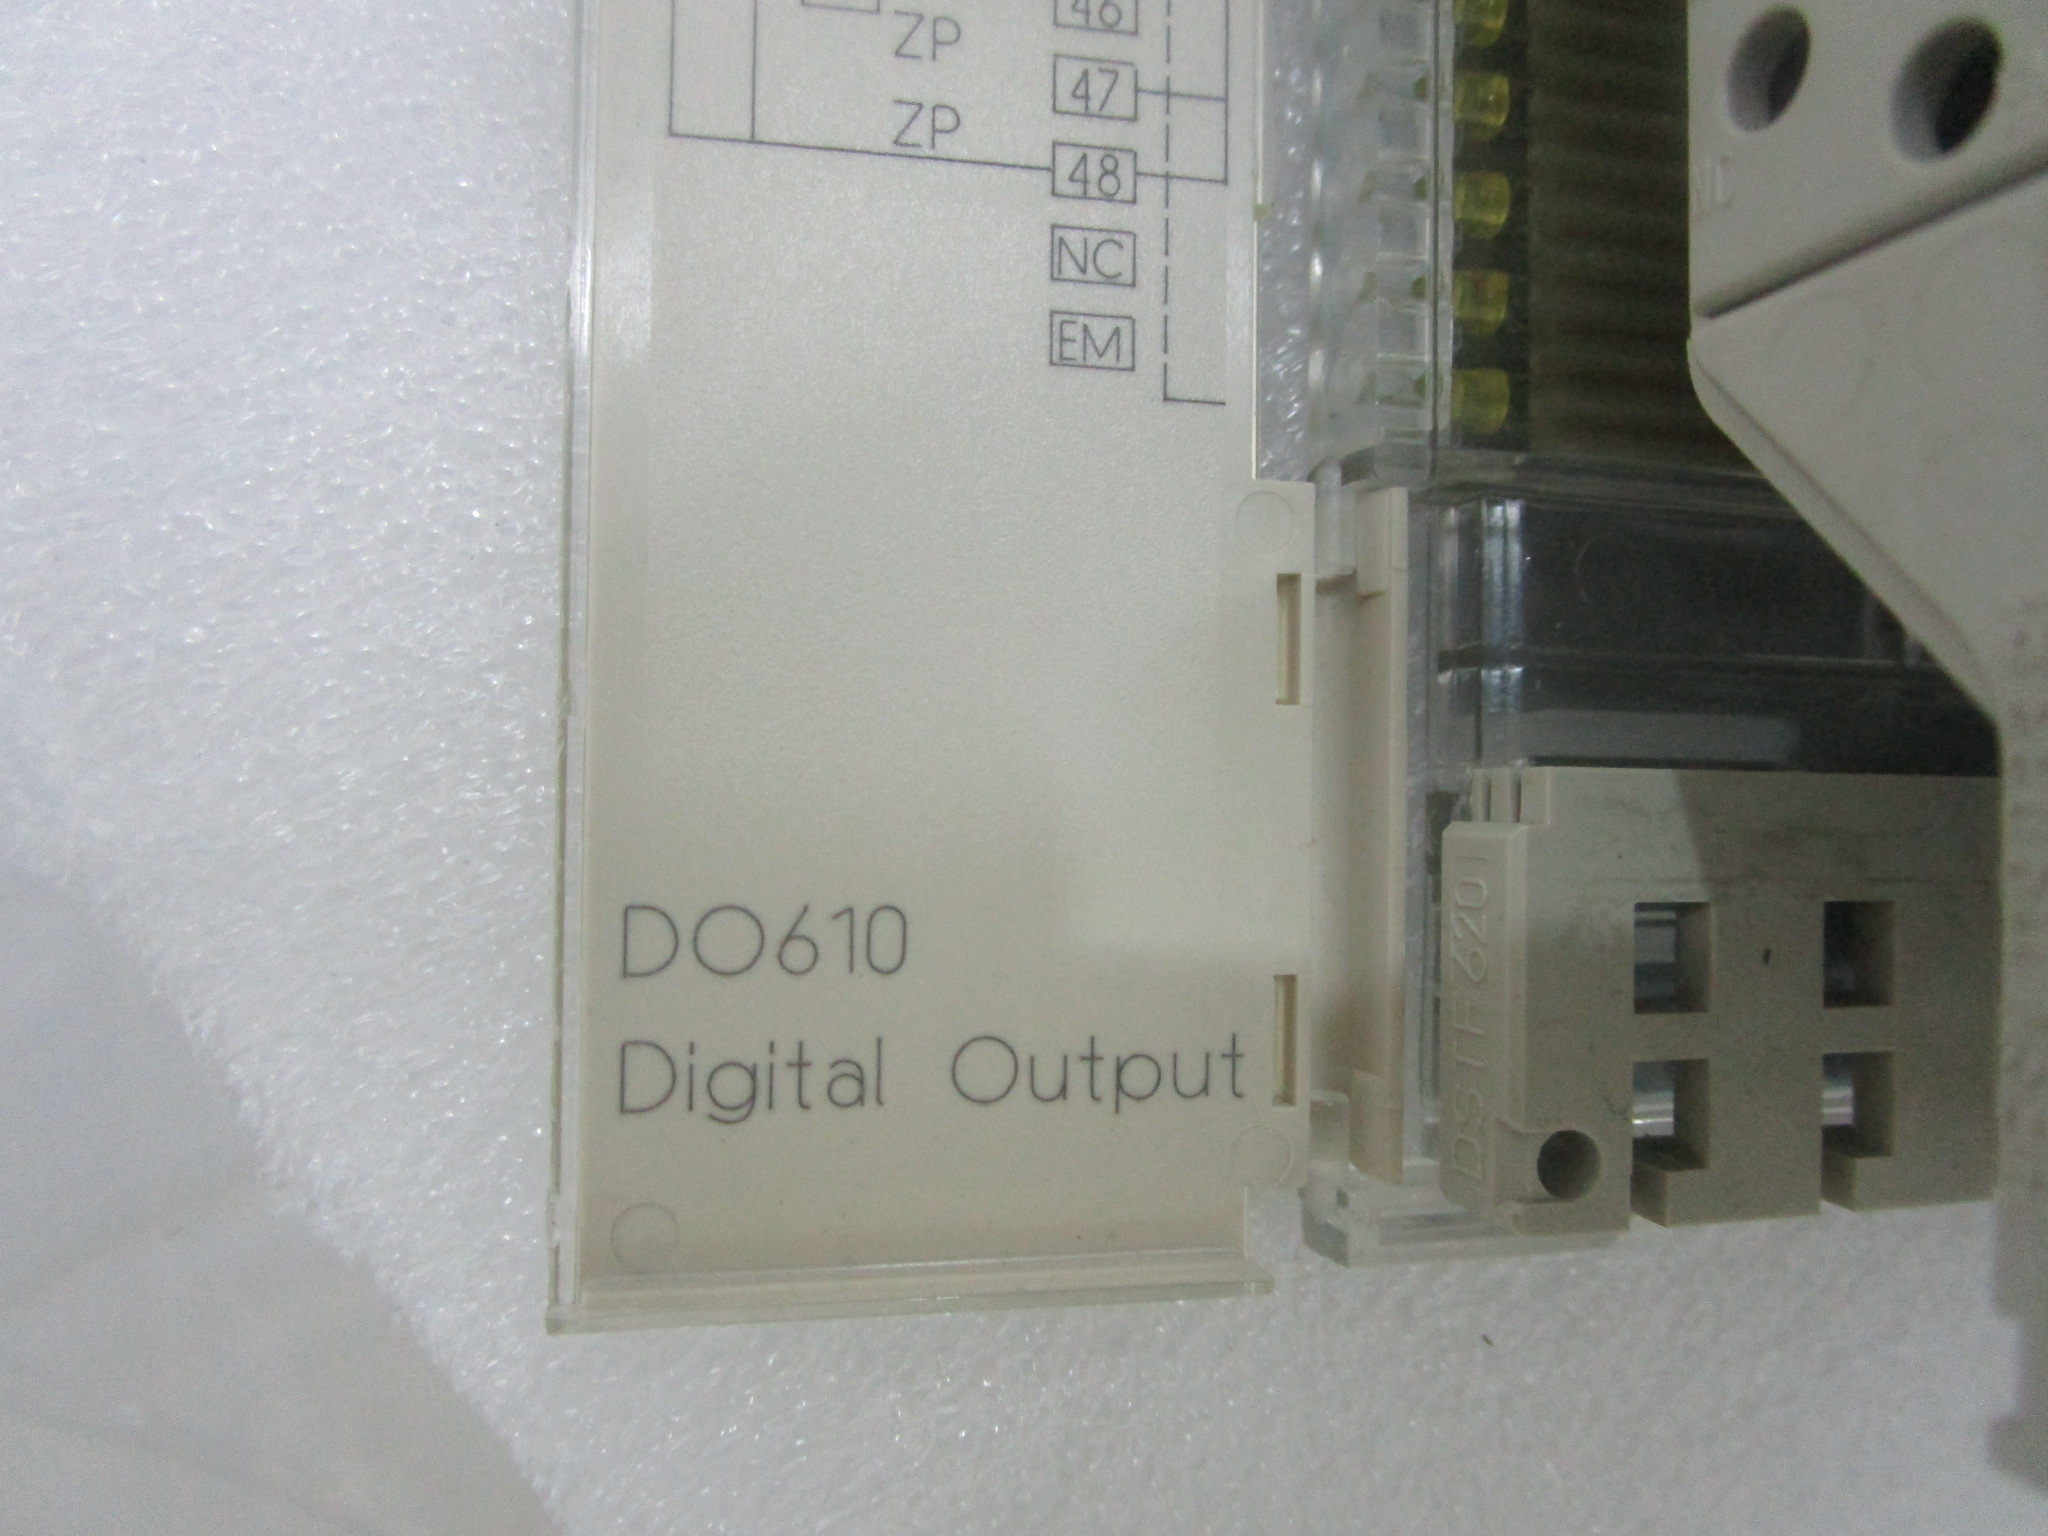 46
ZP
47
ZP
48
NC
EM
DO610
Digital Output
DSTF 620